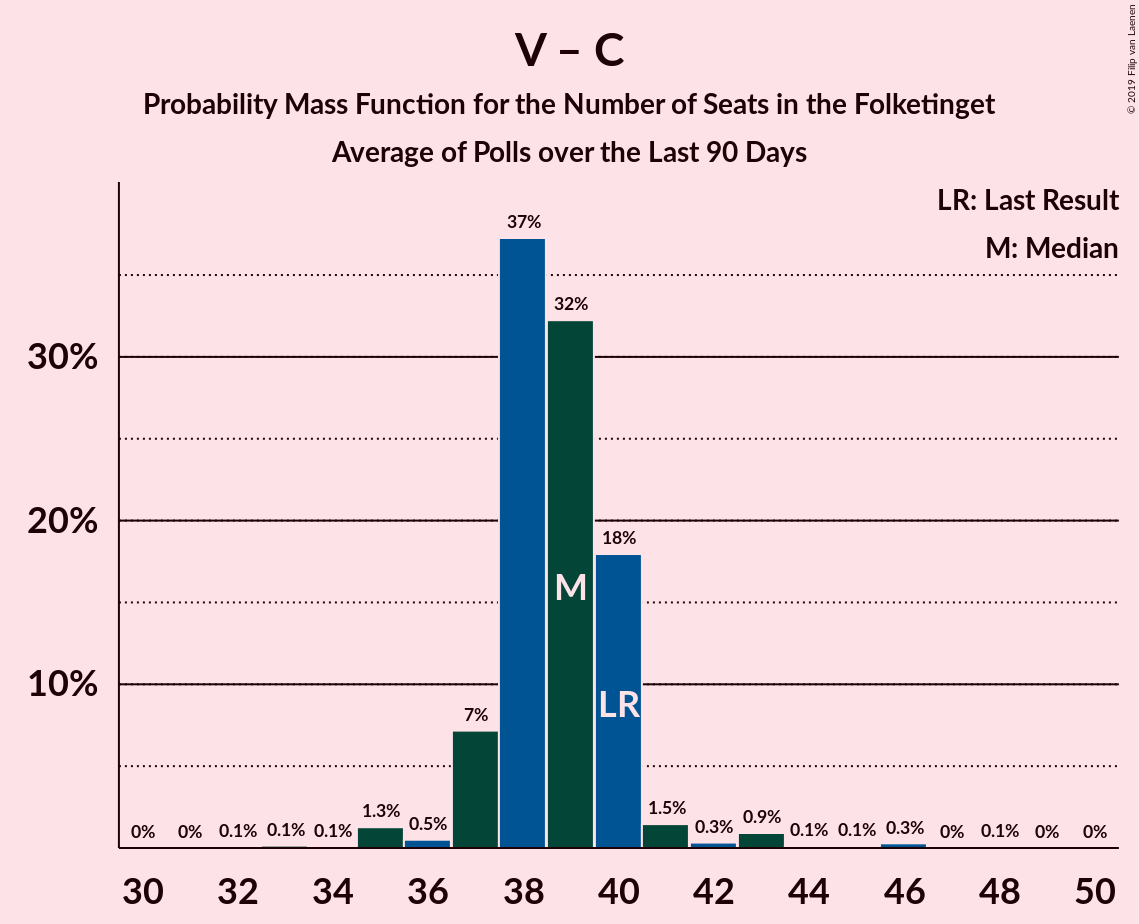 V – C
Probability Mass Function for the Number of Seats in the Folketinget
Average of Polls over the Last 90 Days
© 2019 Filip van Laenen
LR: Last Result
M: Median
30%
20%
10%
0%
0%
0.1%
0.1%
0.1%
1.3%
0.5%
7%
37%
32%
18%
1.5%
0.3%
0.9%
0.1%
0.1%
0.3%
0%
0.1%
0%
0%
M
LR
30 32 34 36 38 40 42 44 46 48 50